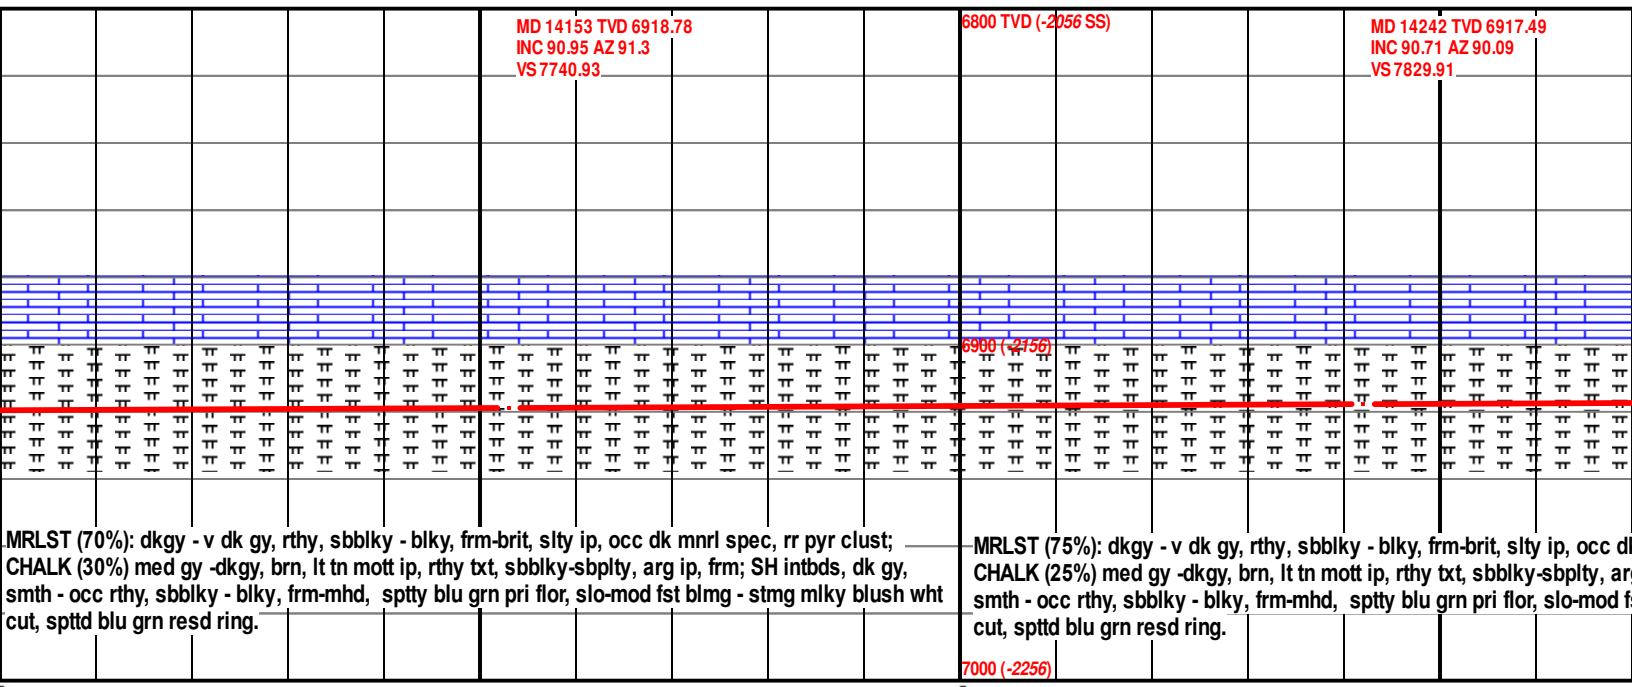 MD 14153 TVD 6918.78
INC 90.95 AZ 91.3
VS 7740.93
6800 TVD (-2056 SS)
MD 14242 TVD 6917.49
INC 90.71 AZ 90.09
VS 7829.91
6900 (-2156)
MRLST (70%): dkgy - v dk gy, rthy, sbblky - blky, frm-brit, slty ip, occ dk mnrl spec, rr pyr clust;
CHALK (30%) med gy -dkgy, brn, lt tn mott ip, rthy txt, sbblky-sbplty, arg ip, frm; SH intbds, dk gy,
smth - occ rthy, sbblky - blky, frm-mhd, sptty blu grn pri flor, slo-mod fst blmg - stmg mlky blush wht
cut, spttd blu grn resd ring.
MRLST (75%): dkgy - v dk gy, rthy, sbblky - blky, frm-brit, slty ip, occ
CHALK (25%) med gy -dkgy, brn, lt tn mott ip, rthy txt, sbblky-sbplty,
smth - occ rthy, sbblky - blky, frm-mhd, sptty blu grn pri flor, slo-mod
cut, spttd blu grn resd ring.
7000 (-2256)